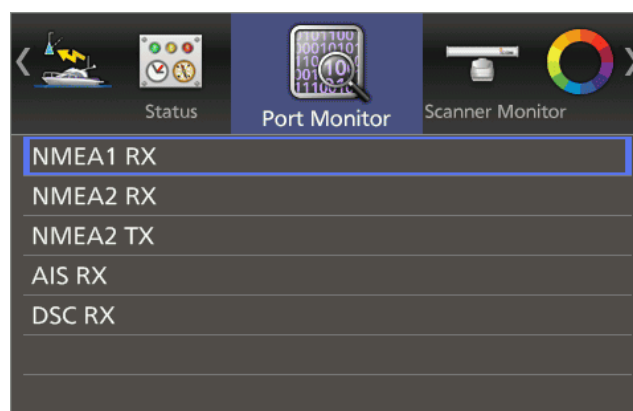 Status
Port Monitor
Scanner Monitor
NMEA1 RX
NMEA2 RX
NMEA2 TX
AIS RX
DSC RX